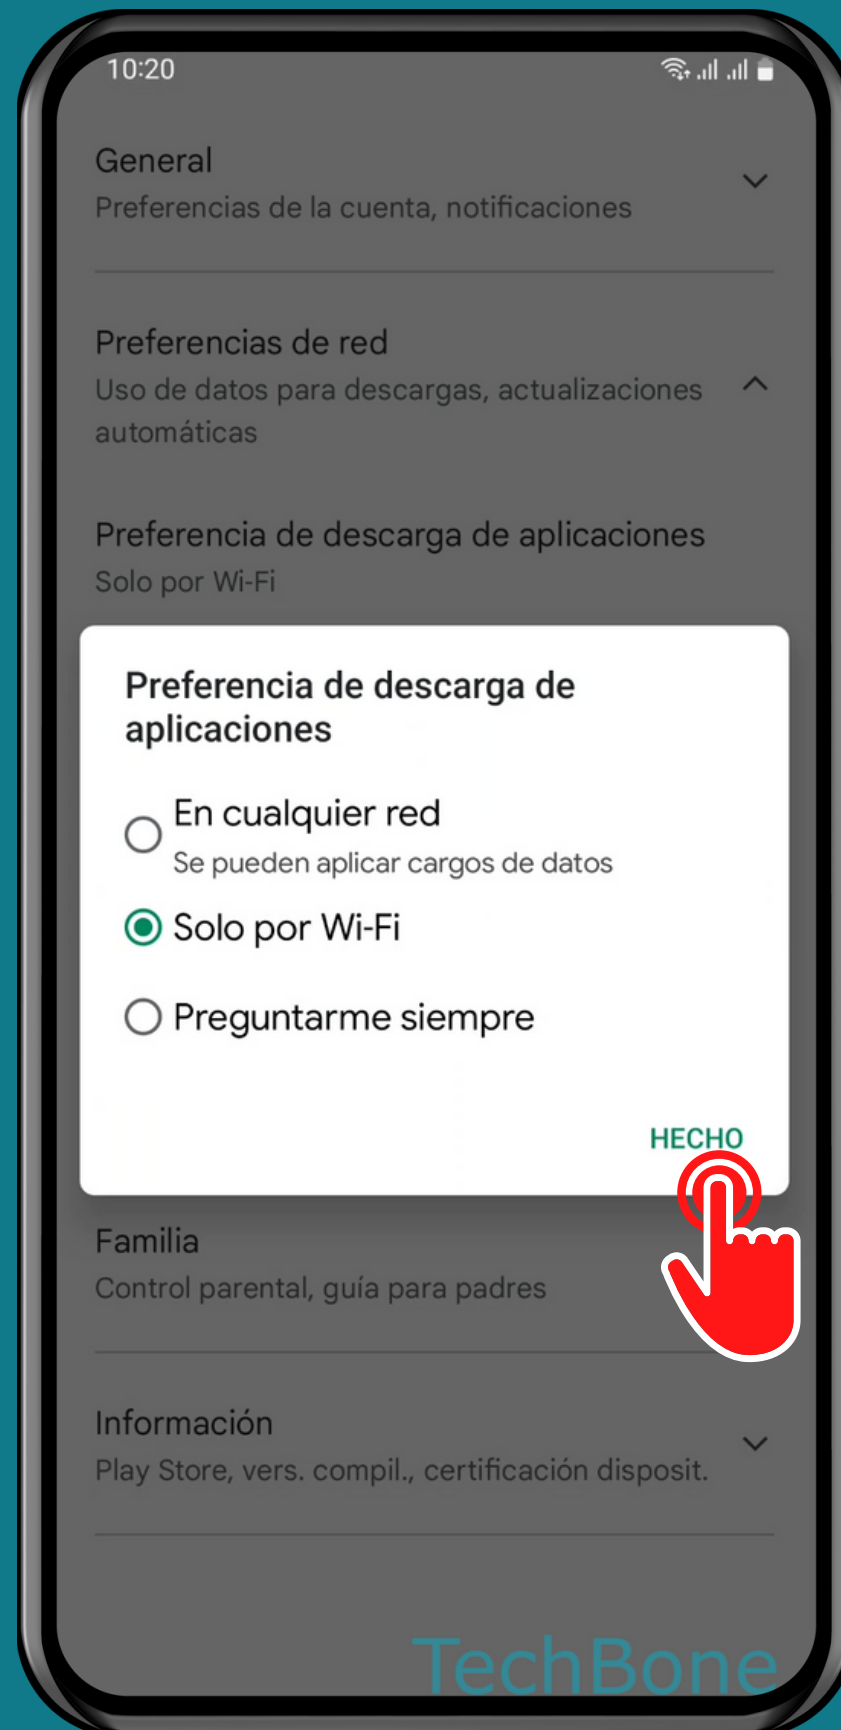 10:20
General
Preferencias de la cuenta, notificaciones
Preferencias de red
Uso de datos para descargas, actualizaciones
automáticas
Preferencia de descarga de aplicaciones
Solo por Wi-Fi
Preferencia de descarga de
aplicaciones
En cualquier red
Se pueden aplicar cargos de datos
Solo por Wi-Fi
Preguntarme siempre
HECHO
Familia
Control parental, guía para padres
Información
Play Store, vers. compil., certificación disposit.
TechBone